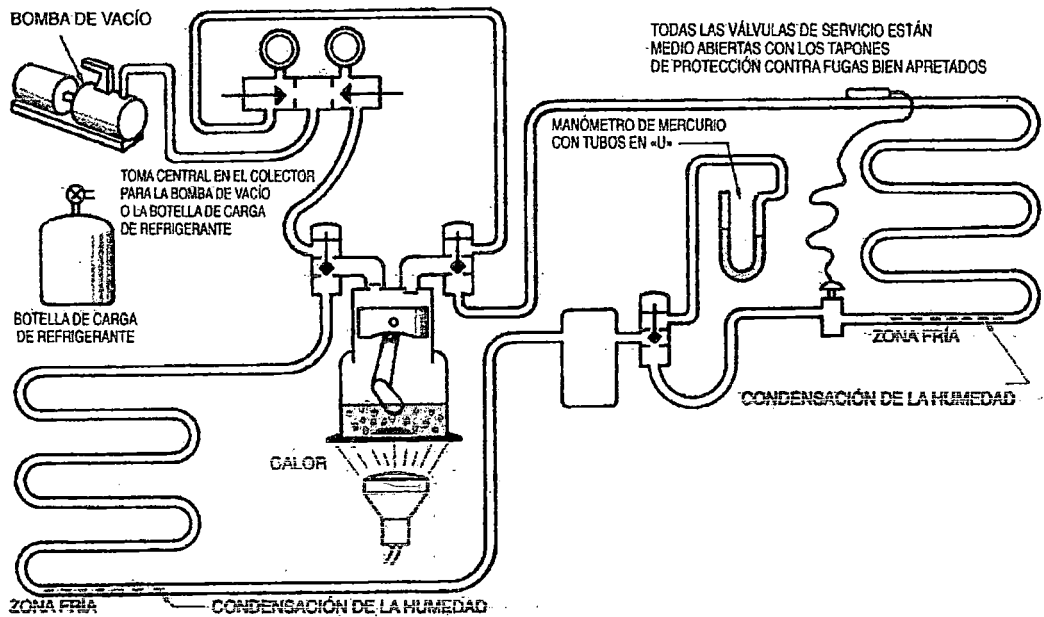 BOMBA DE VACÍO
TODAS LAS VÁLVULAS DE SERVICIO ESTÁN
MEDIO ABIERTAS CON LOS TAPONES
DE PROTECCIÓN CONTRA FUGAS BIEN APRETADOS
MANÓMETRO DE MERCURIO
CON TUBOS EN «U»
TOMA CENTRAL EN EL COLECTOR
PARA LA BOMBA DE VACÍO
O LA BOTELLA DE CARGA
DE REFRIGERANTE
BOTELLA DE CARGA
DE REFRIGERANTE
ZONA FRÍA
CONDENSACIÓN DE LA HUMEDAD
CALOR
ZONA FRÍA
CONDENSACIÓN DE LA HUMEDAD